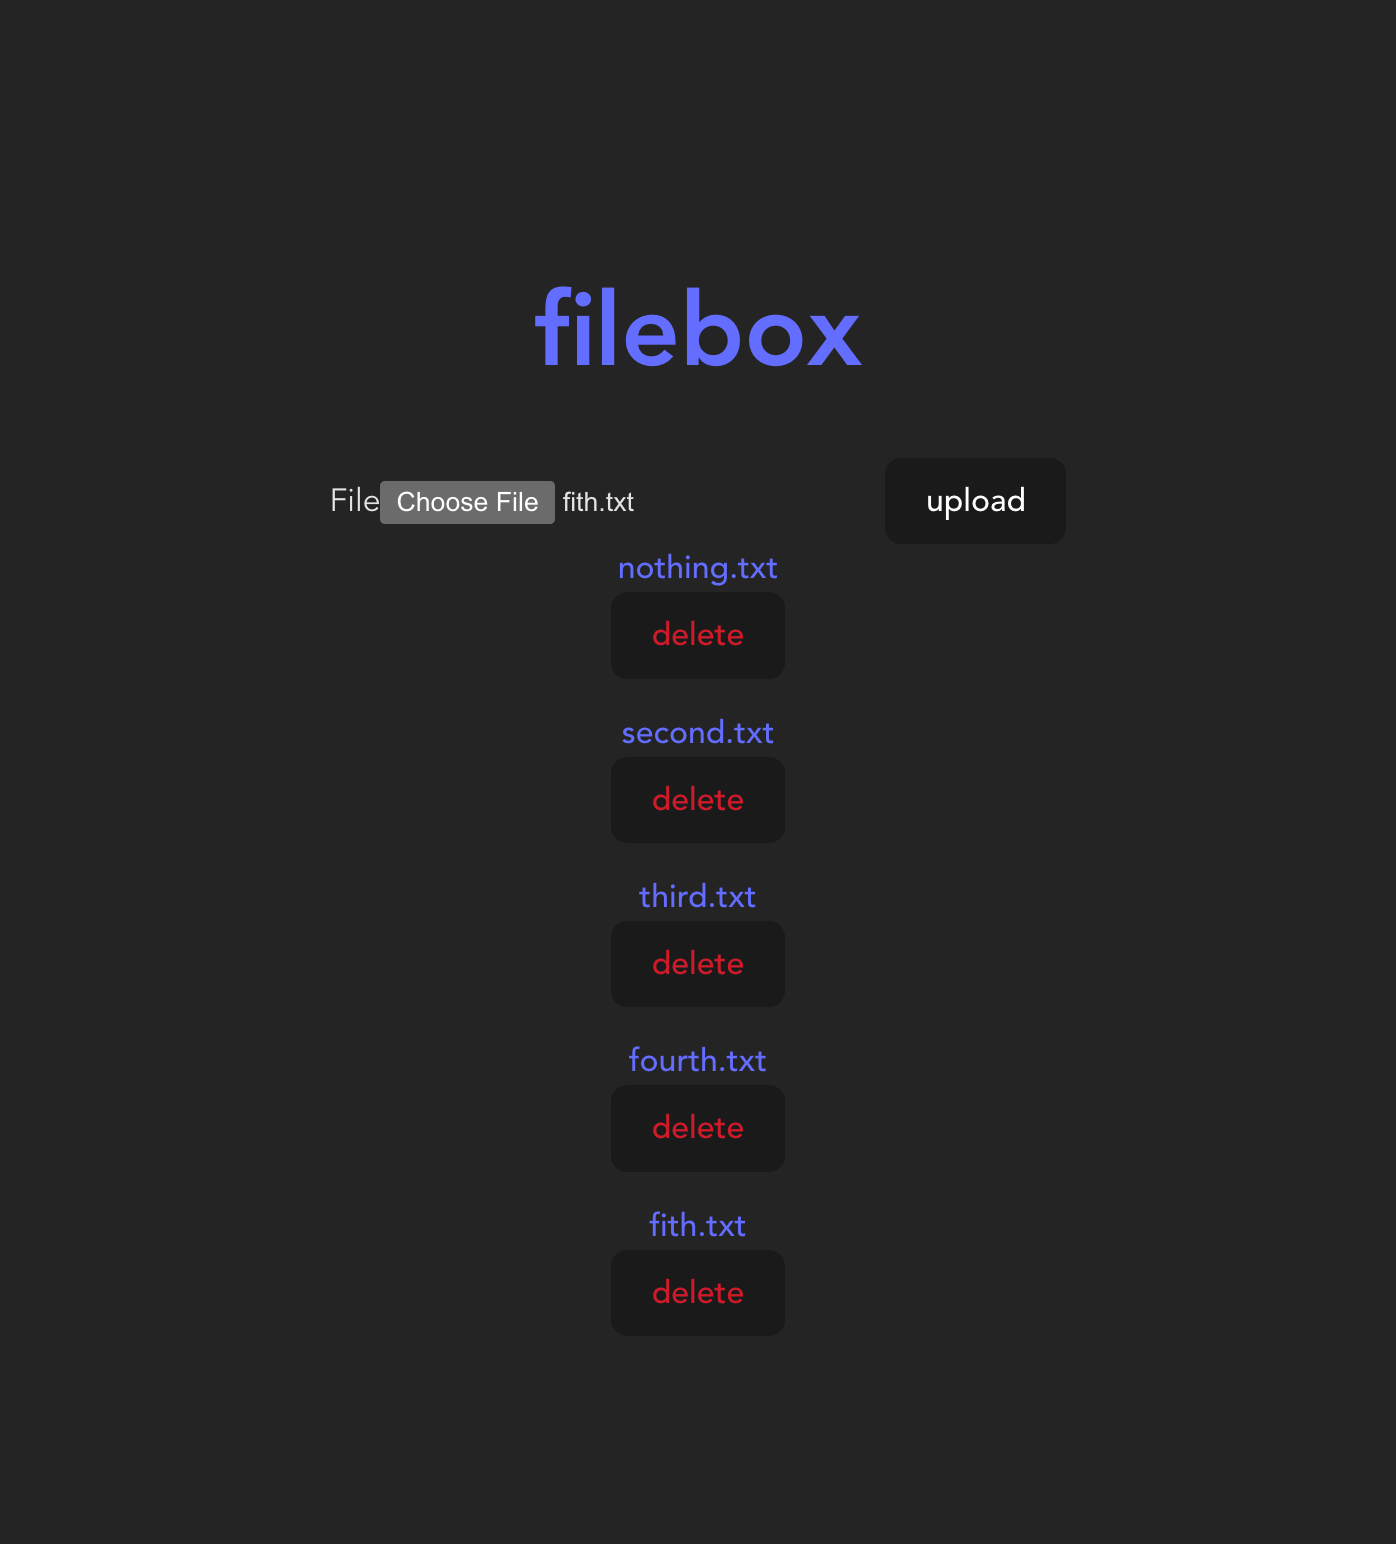 filebox
File Choose File fith.txt upload
nothing.txt
delete
second.txt
delete
third.txt
delete
fourth.txt
delete
fith.txt
delete